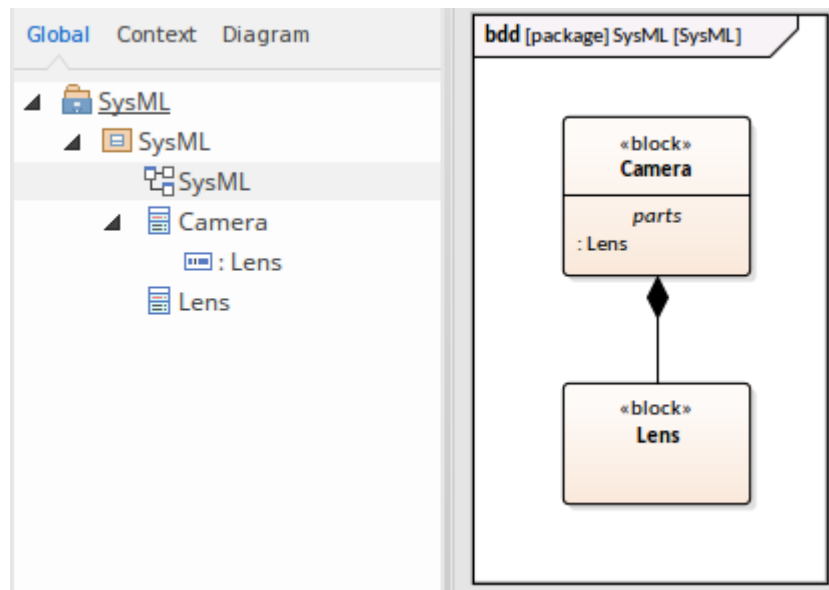 Global Context Diagram
SysML
SysML
SysML
Camera
: Lens
Lens
bdd [package] SysML [SysML]
«block»
Camera
parts
: Lens
«block»
Lens